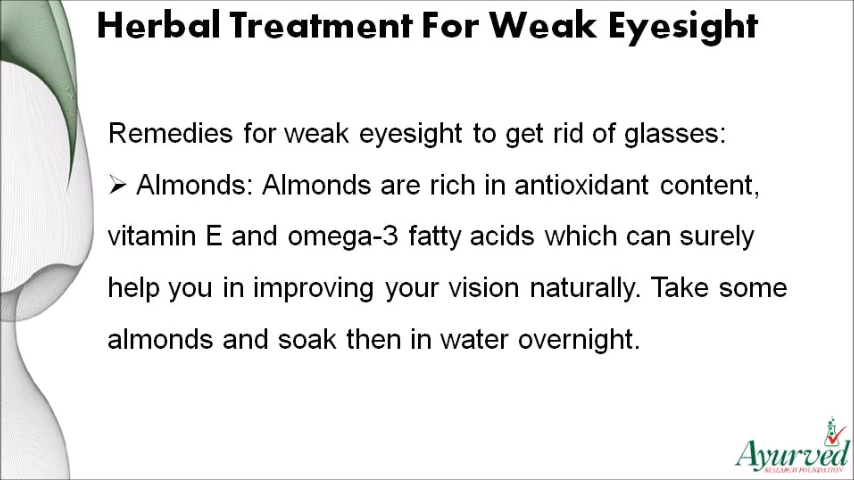 Herbal Treatment For Weak Eyesight
Remedies for weak eyesight to get rid of glasses:
➢ Almonds: Almonds are rich in antioxidant content,
vitamin E and omega-3 fatty acids which can surely
help you in improving your vision naturally. Take some
almonds and soak then in water overnight.
Ayurved
RESEARCH FOUNDATION